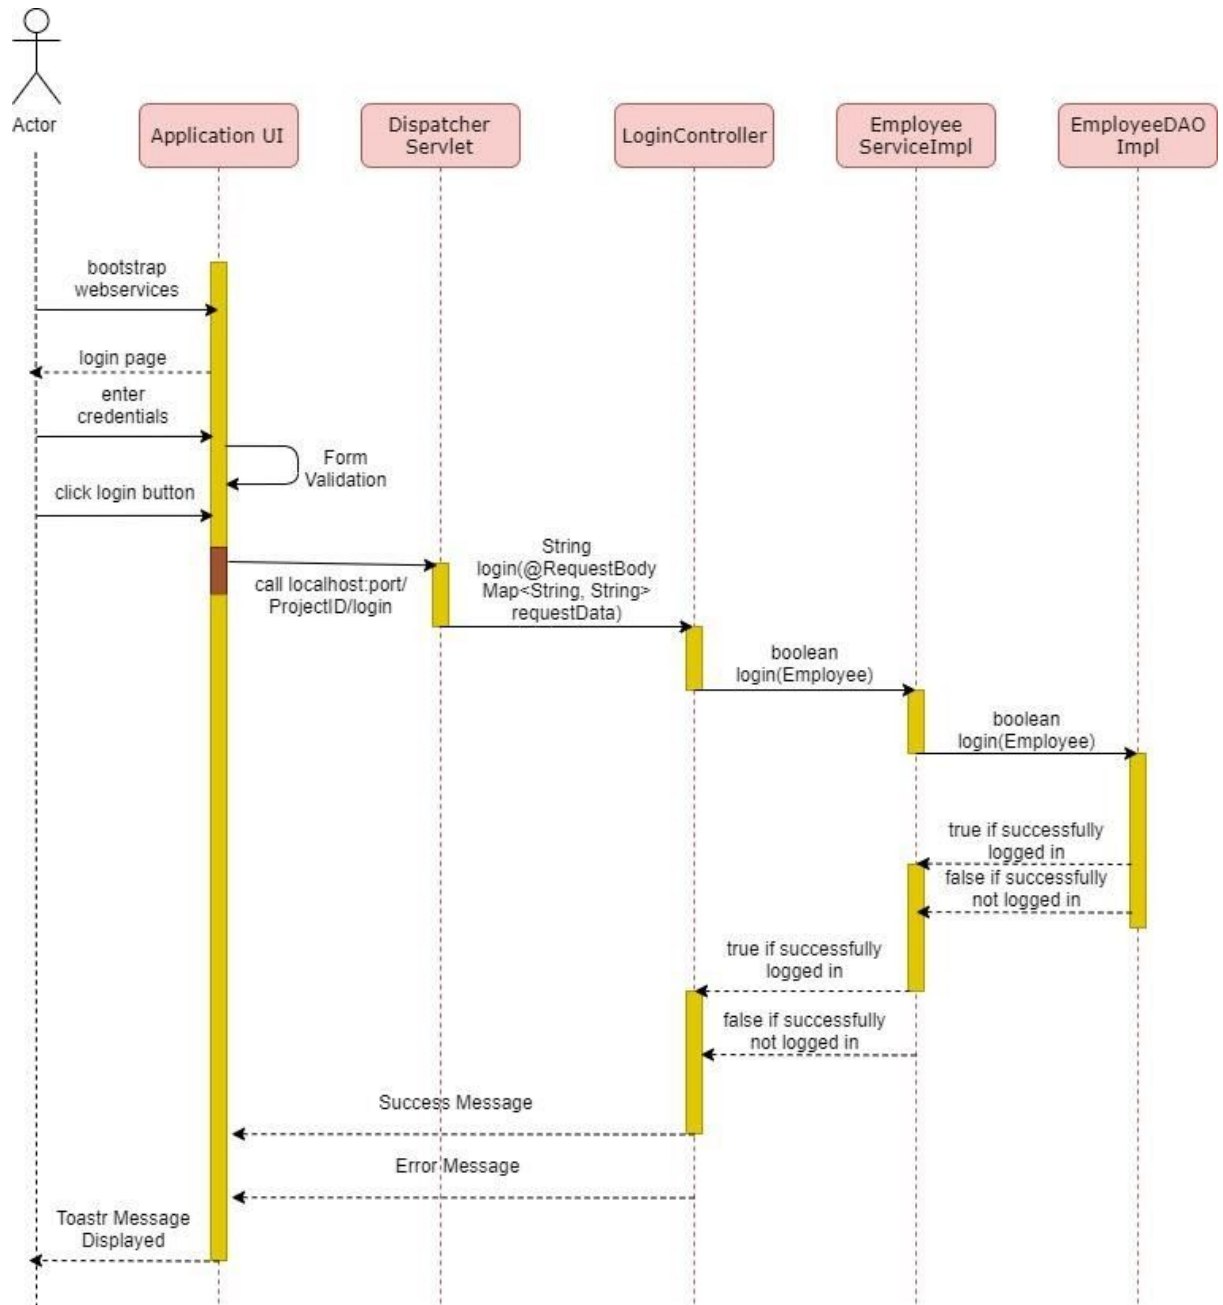 Actor
Application UI
Dispatcher
Servlet
LoginController
Employee
ServiceImpl
EmployeeDAO
Impl
bootstrap
webservices
login page
enter
credentials
Form
Validation
click login button
call localhost:port/
ProjectID/login
String
login(@RequestBody
Map<String, String>
requestData)
boolean
login(Employee)
boolean
login(Employee)
true if successfully
logged in
false if successfully
not logged in
true if successfully
logged in
false if successfully
not logged in
Success Message
Error Message
Toastr Message
Displayed